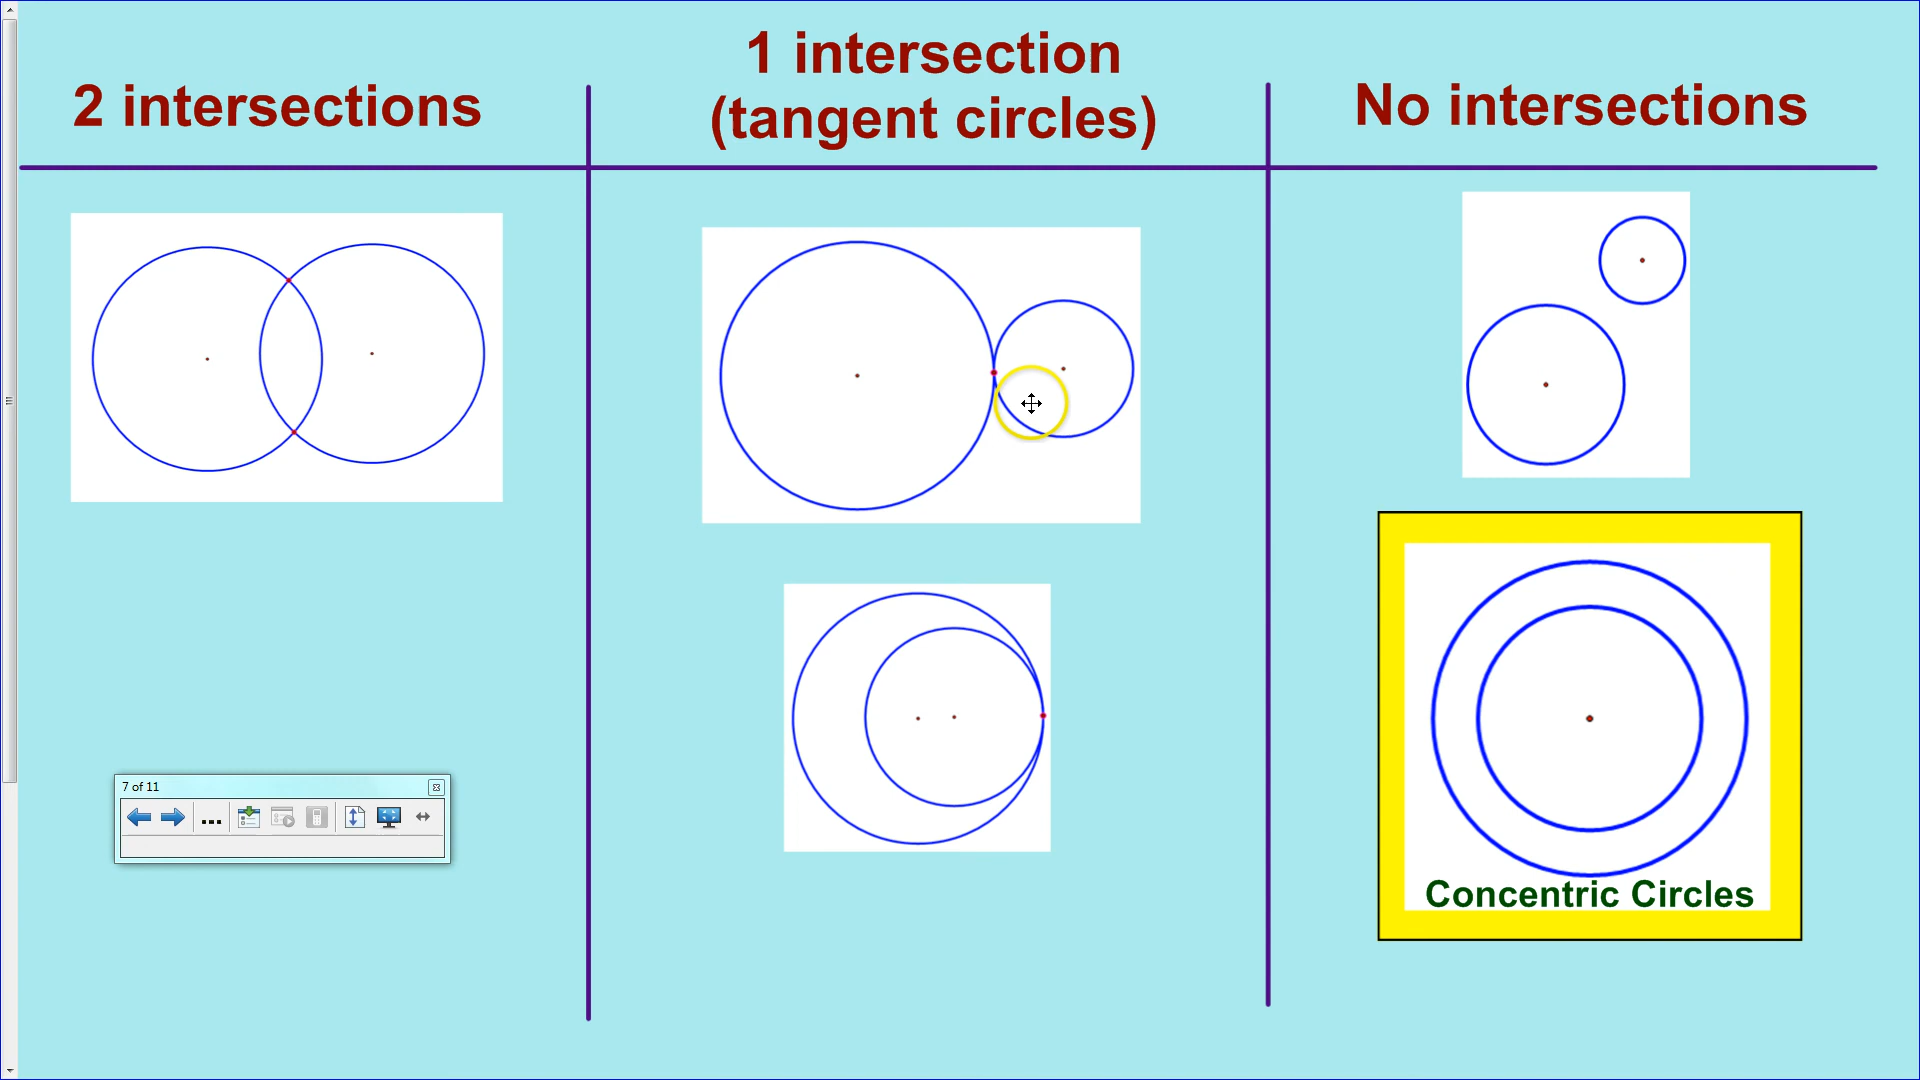 2 intersections
1 intersection
(tangent circles)
No intersections
Concentric Circles
7 of 11
...